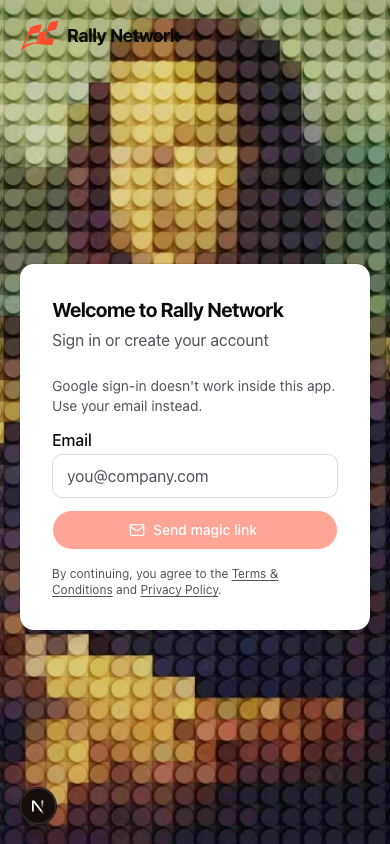 Rally Network
Welcome to Rally Network
Sign in or create your account
Google sign-in doesn't work inside this app.
Use your email instead.
Email
you@company.com
Send magic link
By continuing, you agree to the Terms &
Conditions and Privacy Policy.
N